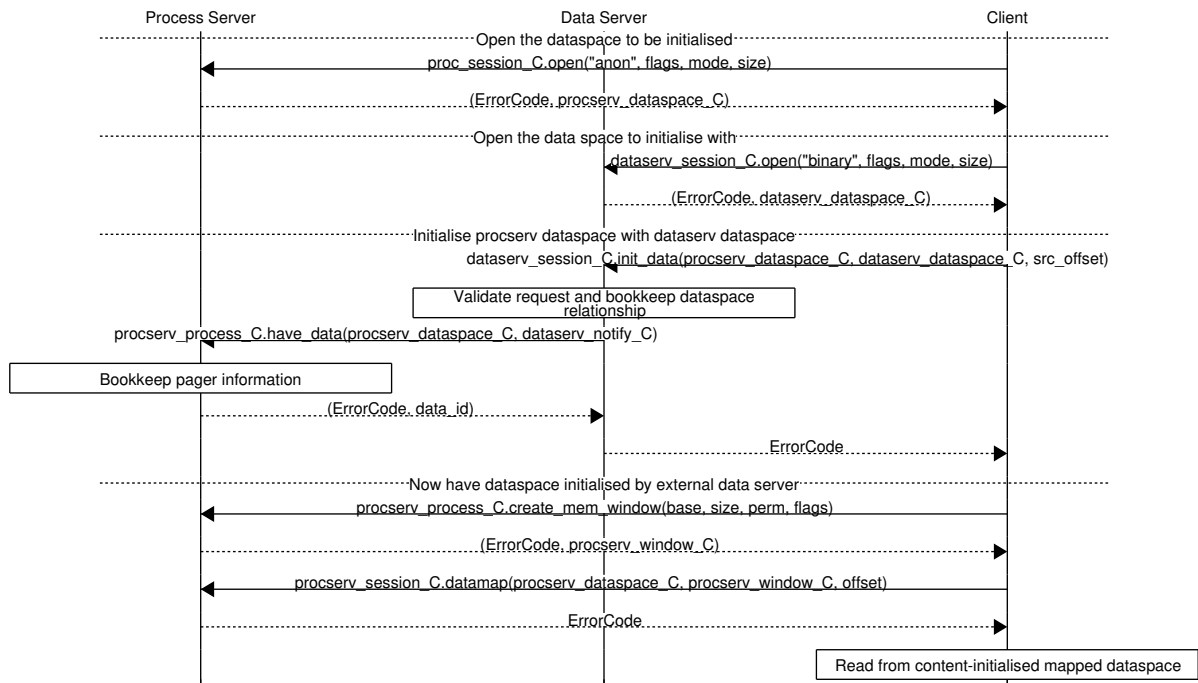 Process Server Data Server Client
Open the dataspace to be initialised
proc_session_C.open("anon", flags, mode, size)
(ErrorCode, procserv_dataspace_C)
Open the data space to initialise with
dataserv_session_C.open("binary", flags, mode, size)
(ErrorCode, dataserv_dataspace_C)
Initialise procserv dataspace with dataserv dataspace
dataserv_session_C.init_data(procserv_dataspace_C, dataserv_dataspace_C, src_offset)
Validate request and bookkeep dataspace
relationship
procserv_process_C.have_data(procserv_dataspace_C, dataserv_notify_C)
Bookkeep pager information
(ErrorCode, data_id)
ErrorCode
Now have dataspace initialised by external data server
procserv_process_C.create_mem_window(base, size, perm, flags)
(ErrorCode, procserv_window_C)
procserv_session_C.datamap(procserv_dataspace_C, procserv_window_C, offset)
ErrorCode
Read from content-initialised mapped dataspace